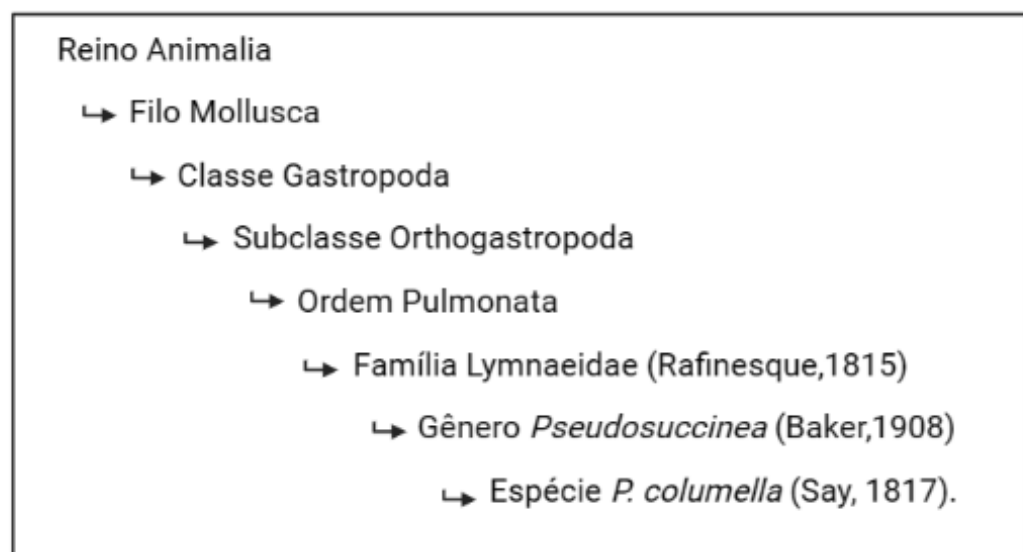 Reino Animalia
Filo Mollusca
Classe Gastropoda
Subclasse Orthogastropoda
Ordem Pulmonata
Família Lymnaeidae (Rafinesque,1815)
Gênero Pseudosuccinea (Baker,1908)
Espécie P. columella (Say, 1817).